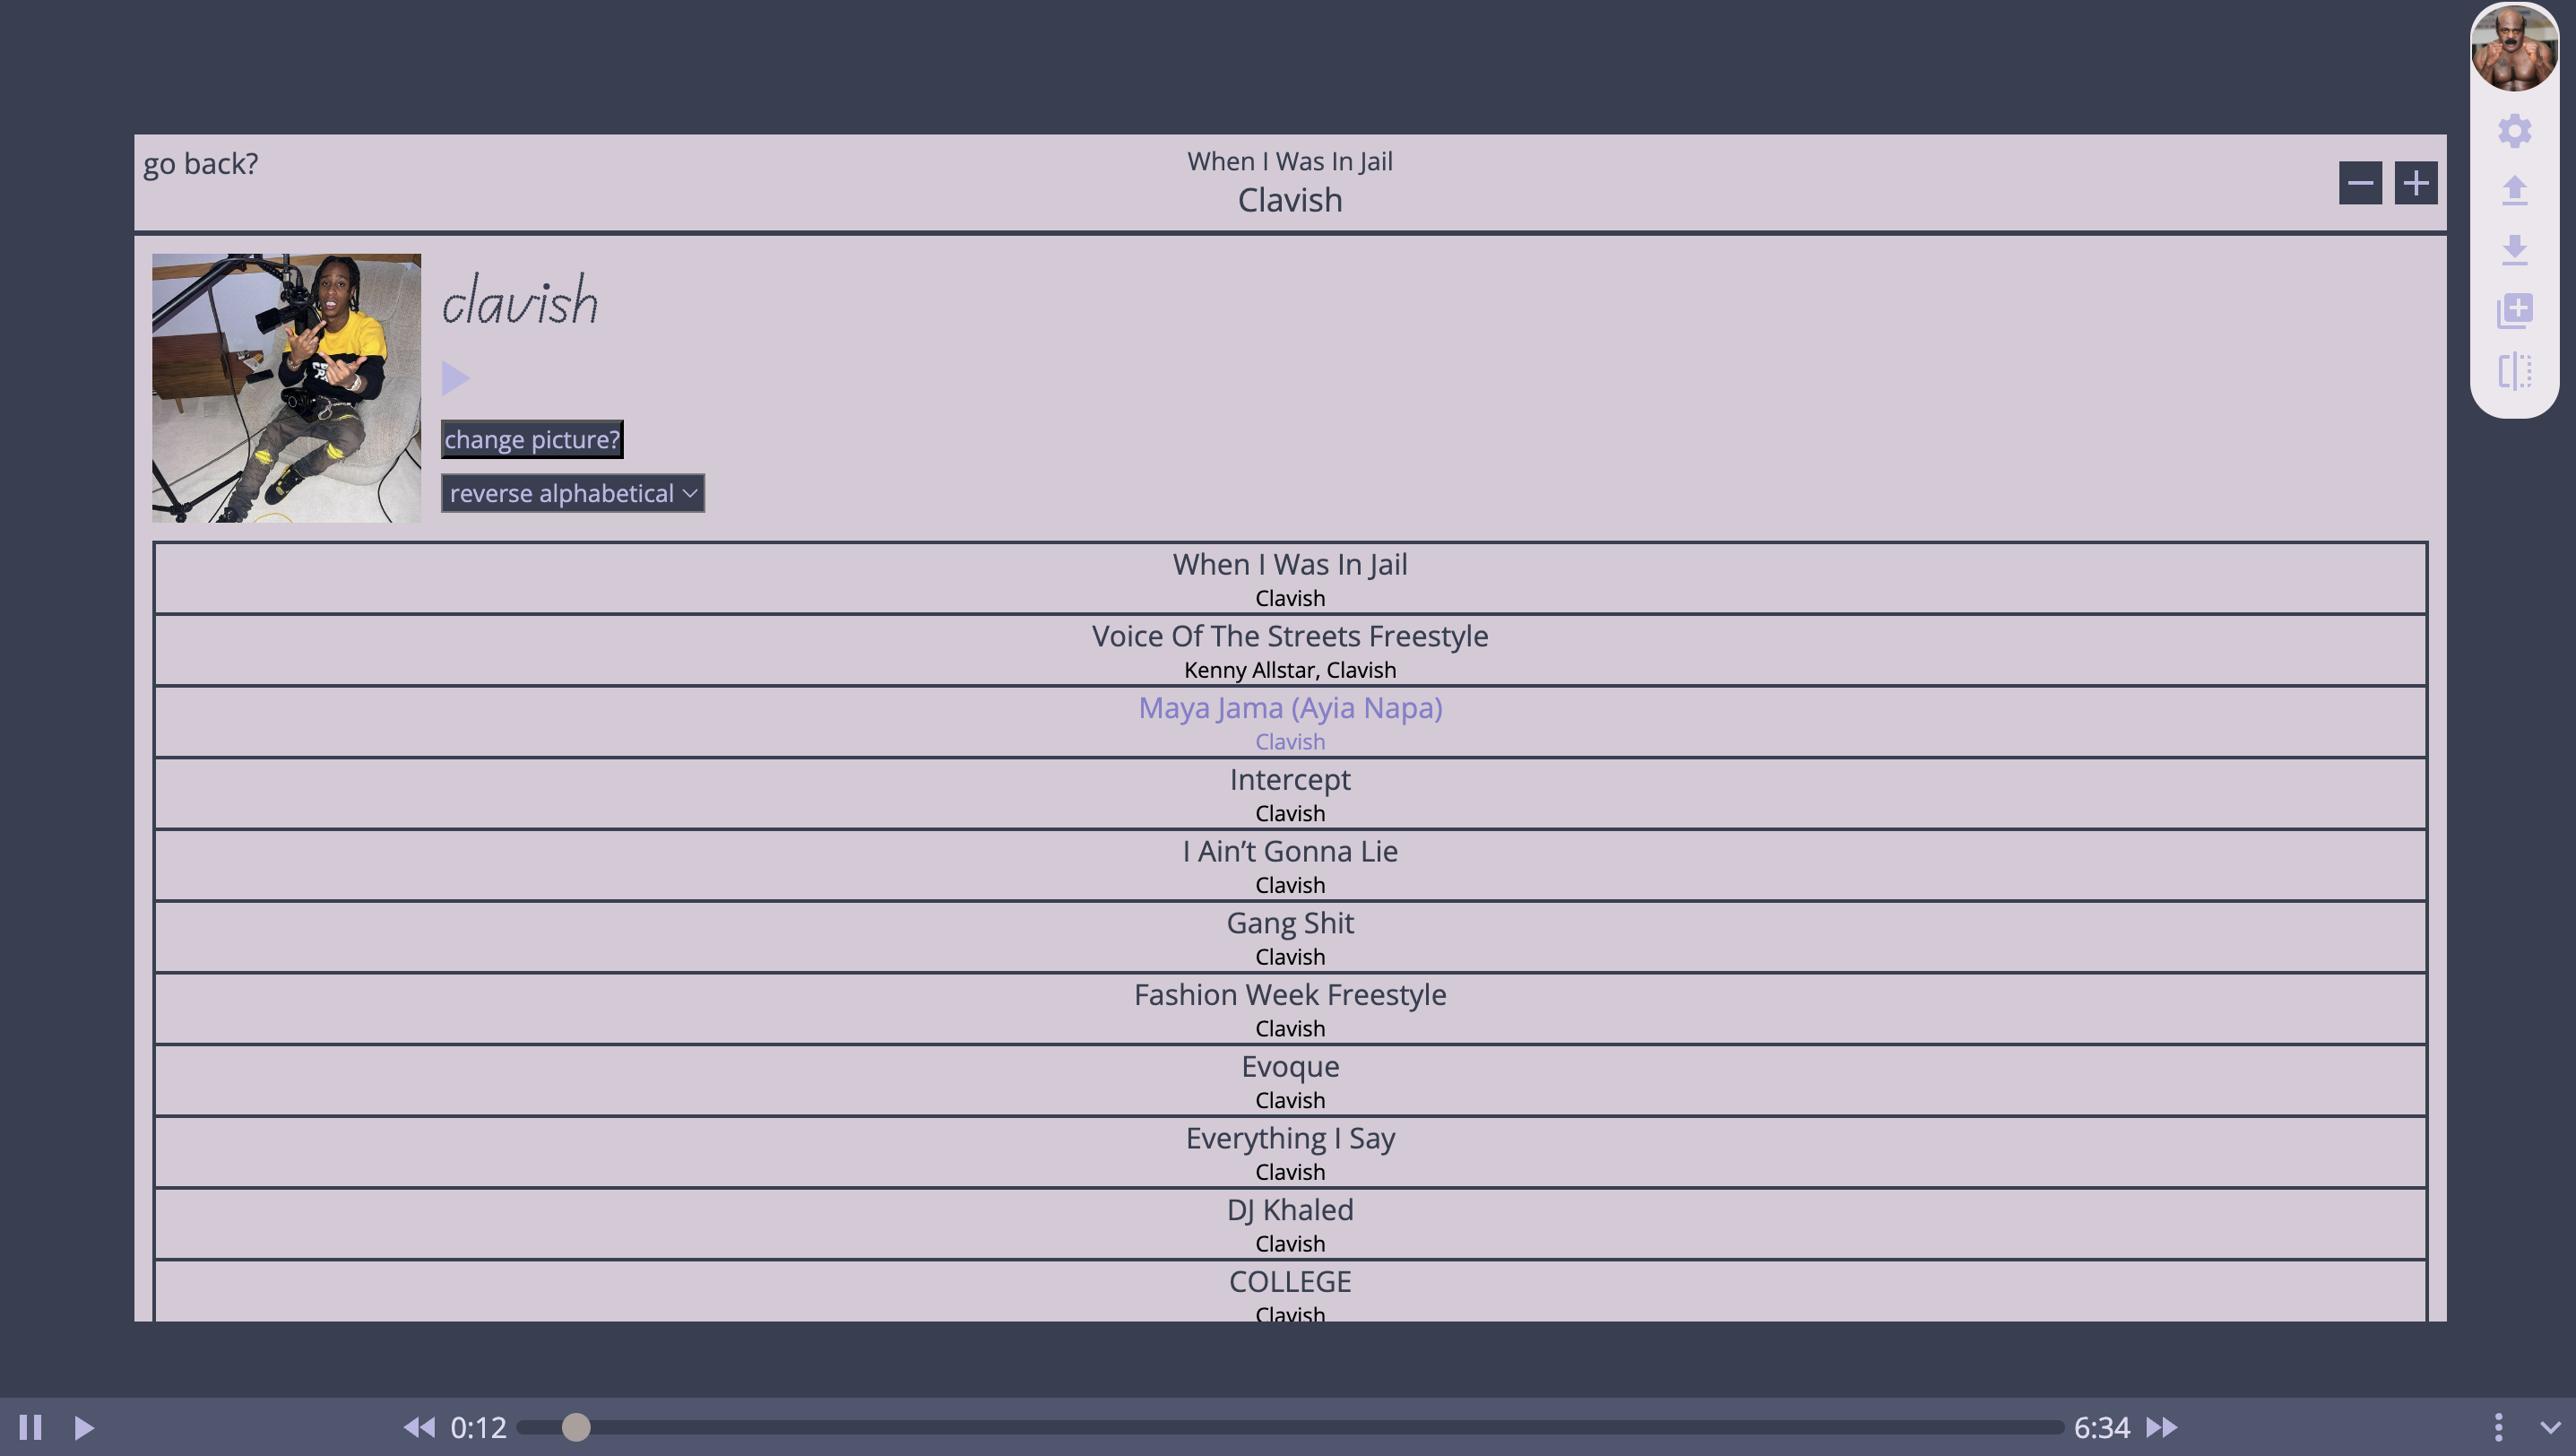 go back?
When I Was In Jail
Clavish
clavish
change picture?
reverse alphabetical
When I Was In Jail
Clavish
Voice Of The Streets Freestyle
Kenny Allstar, Clavish
Maya Jama (Ayia Napa)
Clavish
Intercept
Clavish
I Ain’t Gonna Lie
Clavish
Gang Shit
Clavish
Fashion Week Freestyle
Clavish
Evoque
Clavish
Everything I Say
Clavish
DJ Khaled
Clavish
COLLEGE
Clavish
0:12
6:34